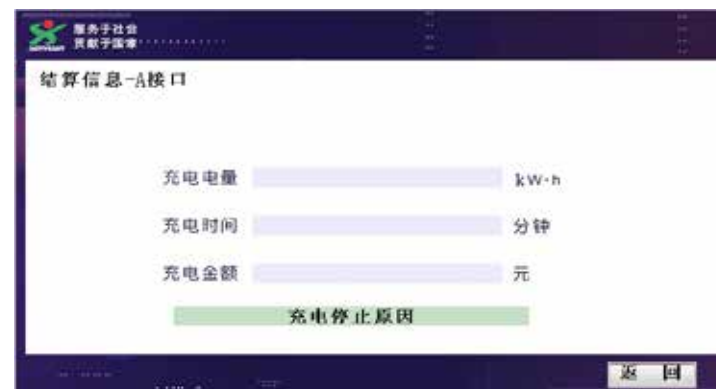 服务于社会
贡献于国家
结算信息-A接口
充电电量 kW·h
充电时间 分钟
充电金额 元
充电停止原因
返 回